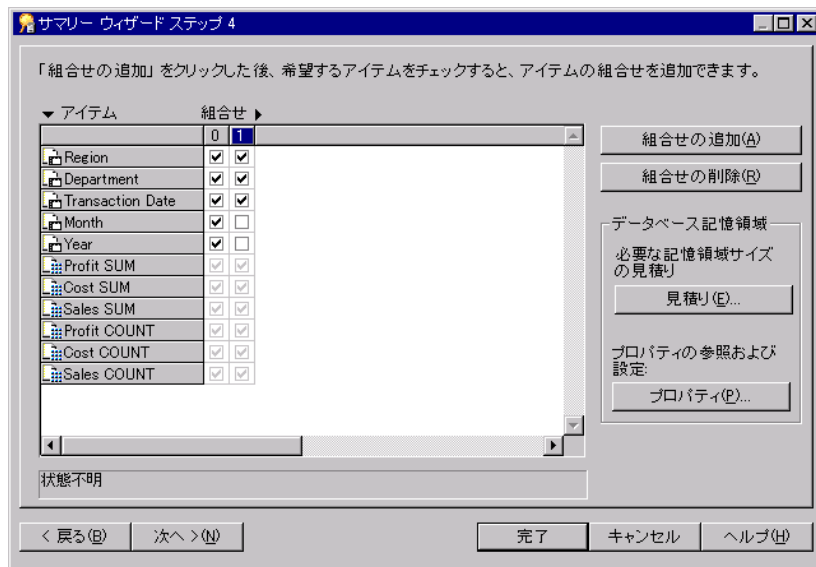 サマリー ウィザード ステップ 4
「組合せの追加」をクリックした後、希望するアイテムをチェックすると、アイテムの組合せを追加できます。
アイテム 組合せ
0 1
Region
Department
Transaction Date
Month
Year
Profit SUM
Cost SUM
Sales SUM
Profit COUNT
Cost COUNT
Sales COUNT
組合せの追加(A)
組合せの削除(R)
データベース記憶領域
必要な記憶領域サイズ
の見積り
見積り(E)...
プロパティの参照および
設定:
プロパティ(P)...
状態不明
< 戻る(B) 次へ >(N) 完了 キャンセル ヘルプ(H)